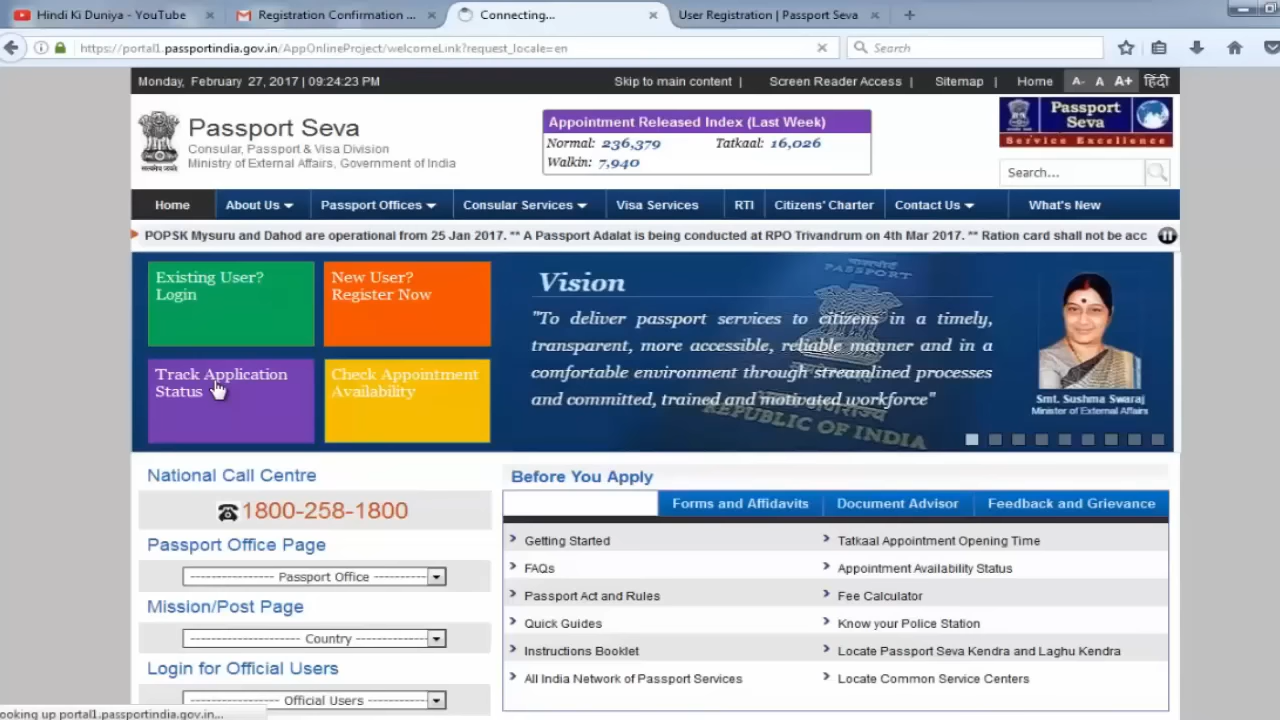 Hindi Ki Duniya - YouTube
Registration Confirmation ...
Connecting...
User Registration | Passport Seva
https://portal1.passportindia.gov.in/AppOnlineProject/welcomeLink?request_locale=en
Search
Monday, February 27, 2017 | 09:24:23 PM
Skip to main content |
Screen Reader Access |
Sitemap |
Home
A- A A+ हिंदी
Passport Seva
Consular, Passport & Visa Division
Ministry of External Affairs, Government of India
Appointment Released Index (Last Week)
Normal: 236,379 Tatkaal: 16,026
Walkin: 7,940
Passport
Seva
Service Excellence
Search...
Home
About Us
Passport Offices
Consular Services
Visa Services
RTI
Citizens' Charter
Contact Us
What's New
POPSK Mysuru and Dahod are operational from 25 Jan 2017. ** A Passport Adalat is being conducted at RPO Trivandrum on 4th Mar 2017. ** Ration card shall not be acc
Existing User?
Login
New User?
Register Now
Track Application
Status
Check Appointment
Availability
PASSPORT
Vision
"To deliver passport services to citizens in a timely,
transparent, more accessible, reliable manner and in a
comfortable environment through streamlined processes
and committed, trained and motivated workforce"
REPUBLIC OF INDIA
Smt. Sushma Swaraj
Minister of External Affairs
National Call Centre
1800-258-1800
Passport Office Page
----------------- Passport Office ---------------
Mission/Post Page
---------------------- Country --------------------
Login for Official Users
------------------ Official Users ----------------
Before You Apply
Forms and Affidavits
Document Advisor
Feedback and Grievance
Getting Started
Tatkaal Appointment Opening Time
FAQs
Appointment Availability Status
Passport Act and Rules
Fee Calculator
Quick Guides
Know your Police Station
Instructions Booklet
Locate Passport Seva Kendra and Laghu Kendra
All India Network of Passport Services
Locate Common Service Centers
ooking up portal1.passportindia.gov.in...